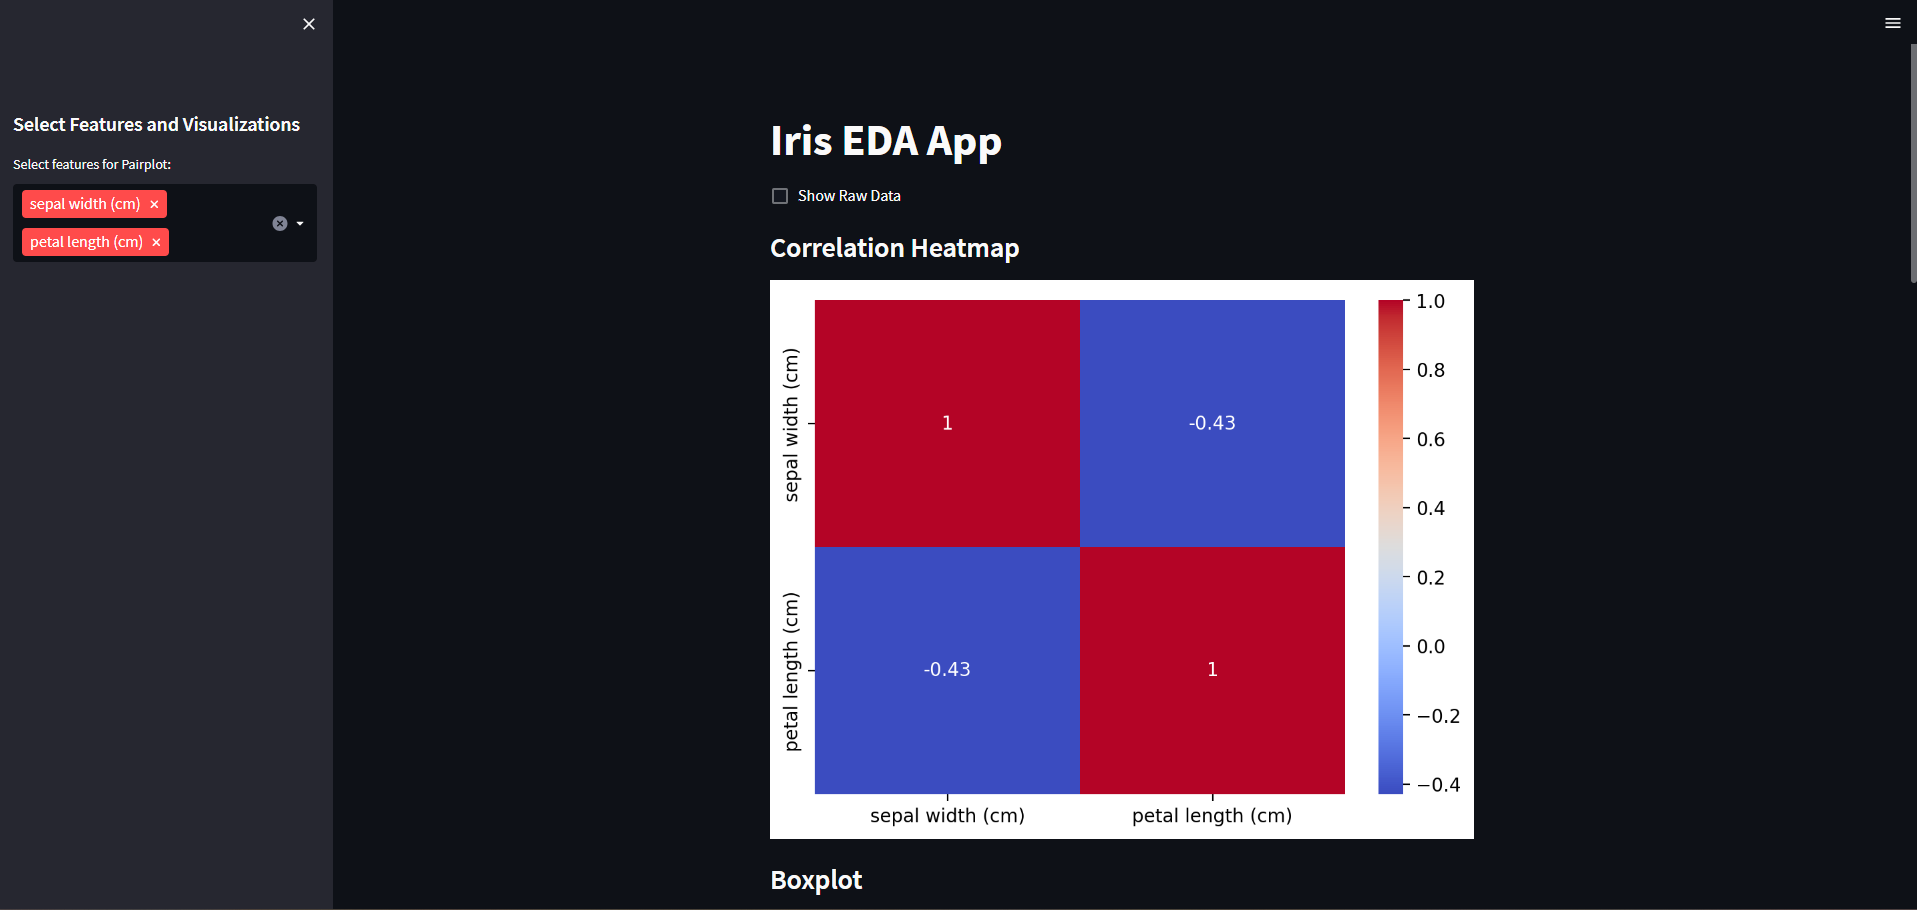 Select Features and Visualizations
Select features for Pairplot:
sepal width (cm)
petal length (cm)
Iris EDA App
Show Raw Data
Correlation Heatmap
sepal width (cm)
petal length (cm)
1
-0.43
-0.43
1
sepal width (cm)
petal length (cm)
1.0
0.8
0.6
0.4
0.2
0.0
−0.2
−0.4
Boxplot